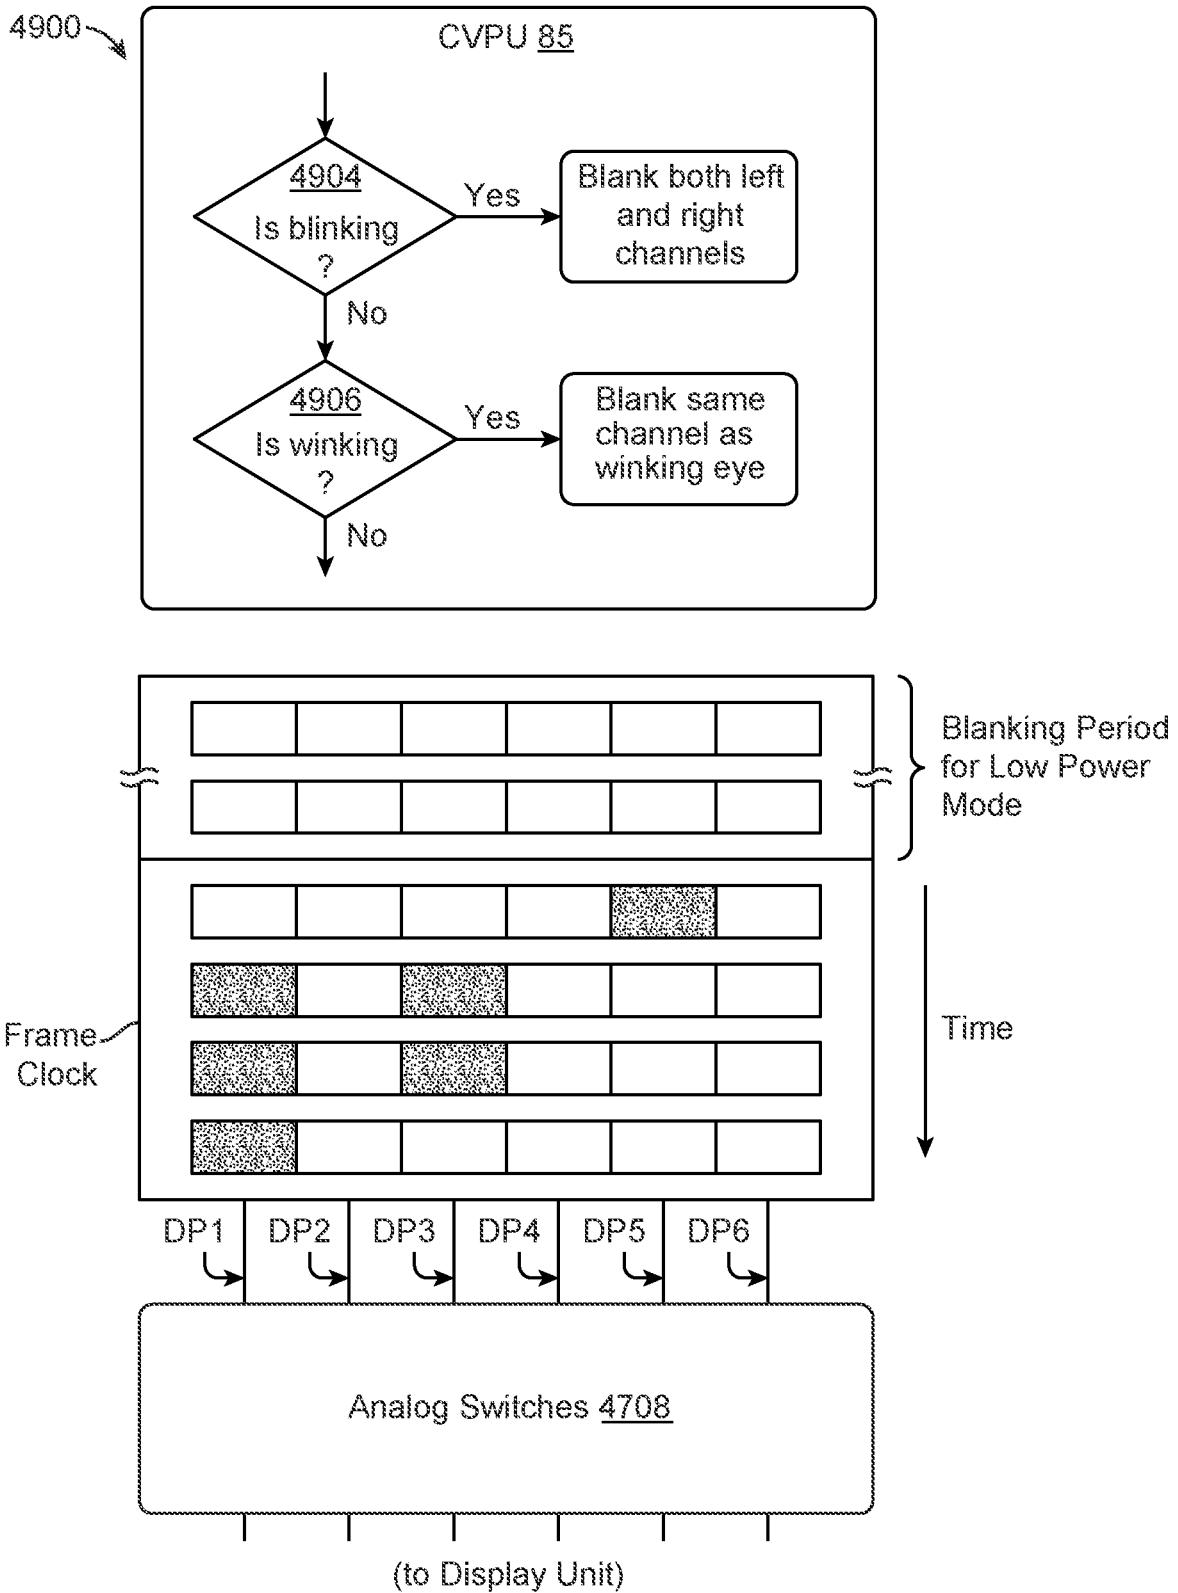 4900
CVPU 85
4904
Is blinking
?
Yes
Blank both left
and right
channels
No
4906
Is winking
?
Yes
Blank same
channel as
winking eye
No
Blanking Period
for Low Power
Mode
Frame
Clock
Time
DP1 DP2 DP3 DP4 DP5 DP6
Analog Switches 4708
(to Display Unit)